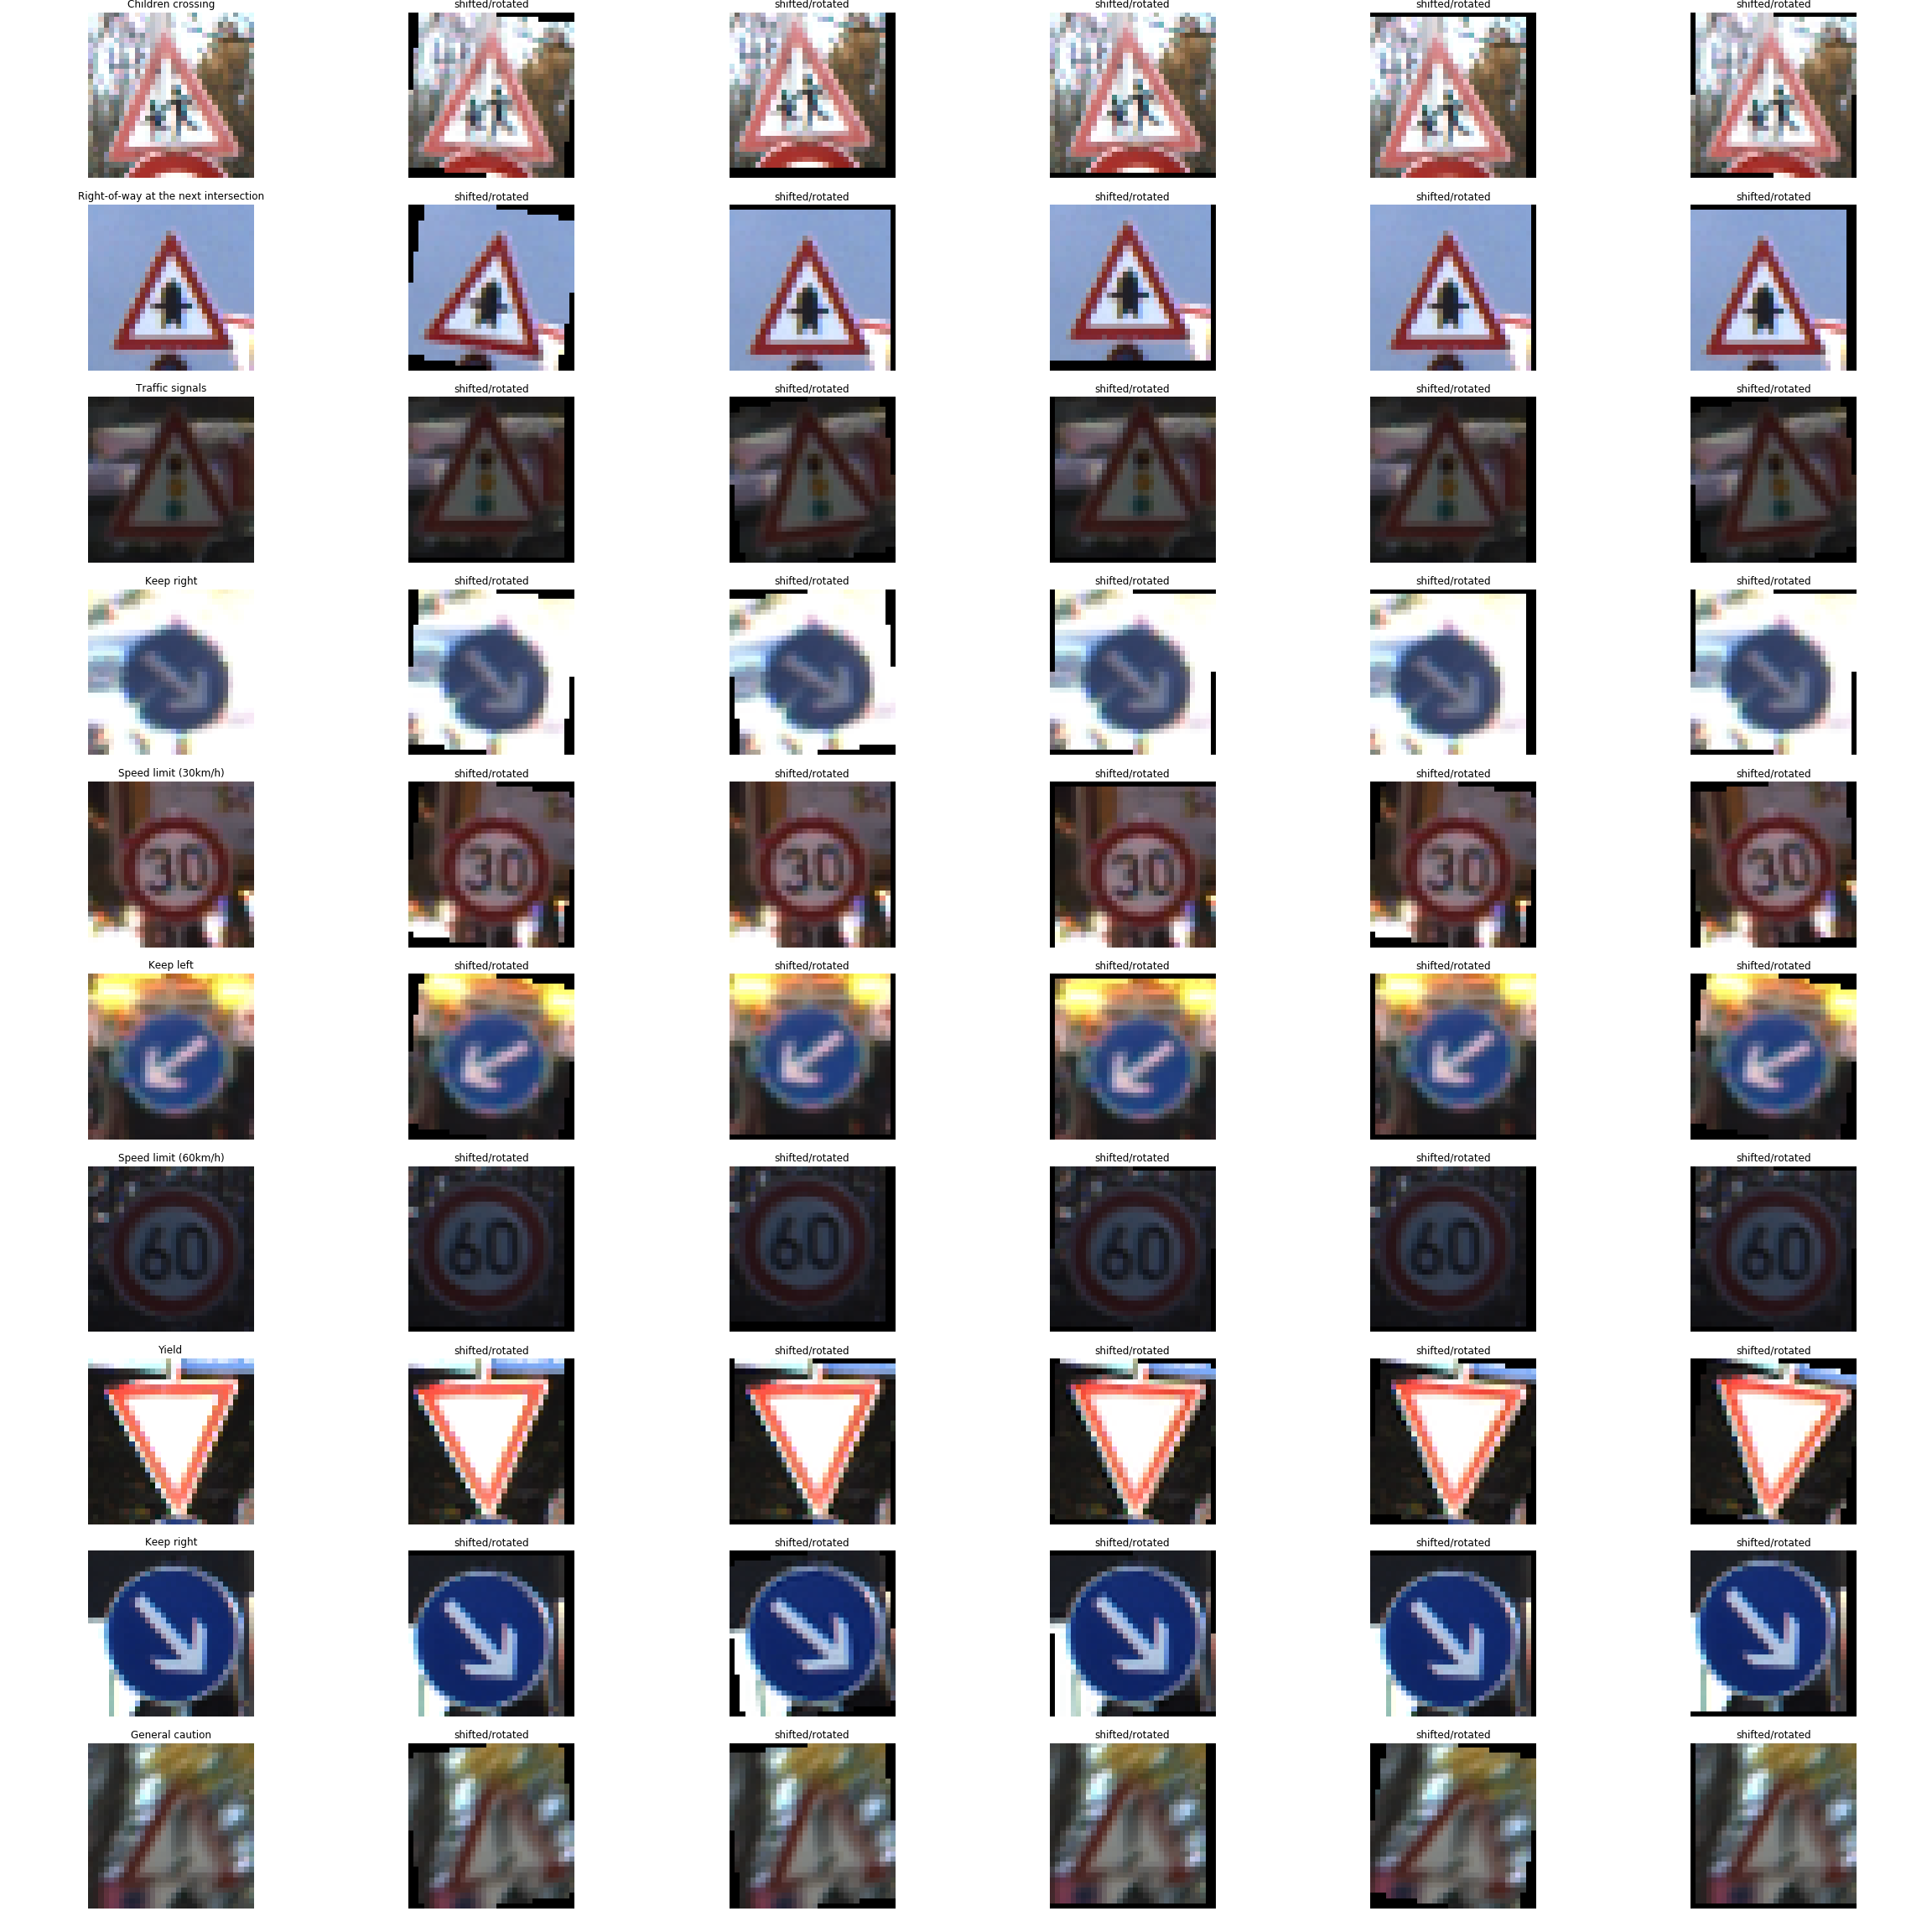 Children crossing shifted/rotated shifted/rotated shifted/rotated shifted/rotated shifted/rotated
Right-of-way at the next intersection shifted/rotated shifted/rotated shifted/rotated shifted/rotated shifted/rotated
Traffic signals shifted/rotated shifted/rotated shifted/rotated shifted/rotated shifted/rotated
Keep right shifted/rotated shifted/rotated shifted/rotated shifted/rotated shifted/rotated
Speed limit (30km/h) shifted/rotated shifted/rotated shifted/rotated shifted/rotated shifted/rotated
30 30 30 30 30 30
Keep left shifted/rotated shifted/rotated shifted/rotated shifted/rotated shifted/rotated
Speed limit (60km/h) shifted/rotated shifted/rotated shifted/rotated shifted/rotated shifted/rotated
60 60 60 60 60 60
Yield shifted/rotated shifted/rotated shifted/rotated shifted/rotated shifted/rotated
Keep right shifted/rotated shifted/rotated shifted/rotated shifted/rotated shifted/rotated
General caution shifted/rotated shifted/rotated shifted/rotated shifted/rotated shifted/rotated